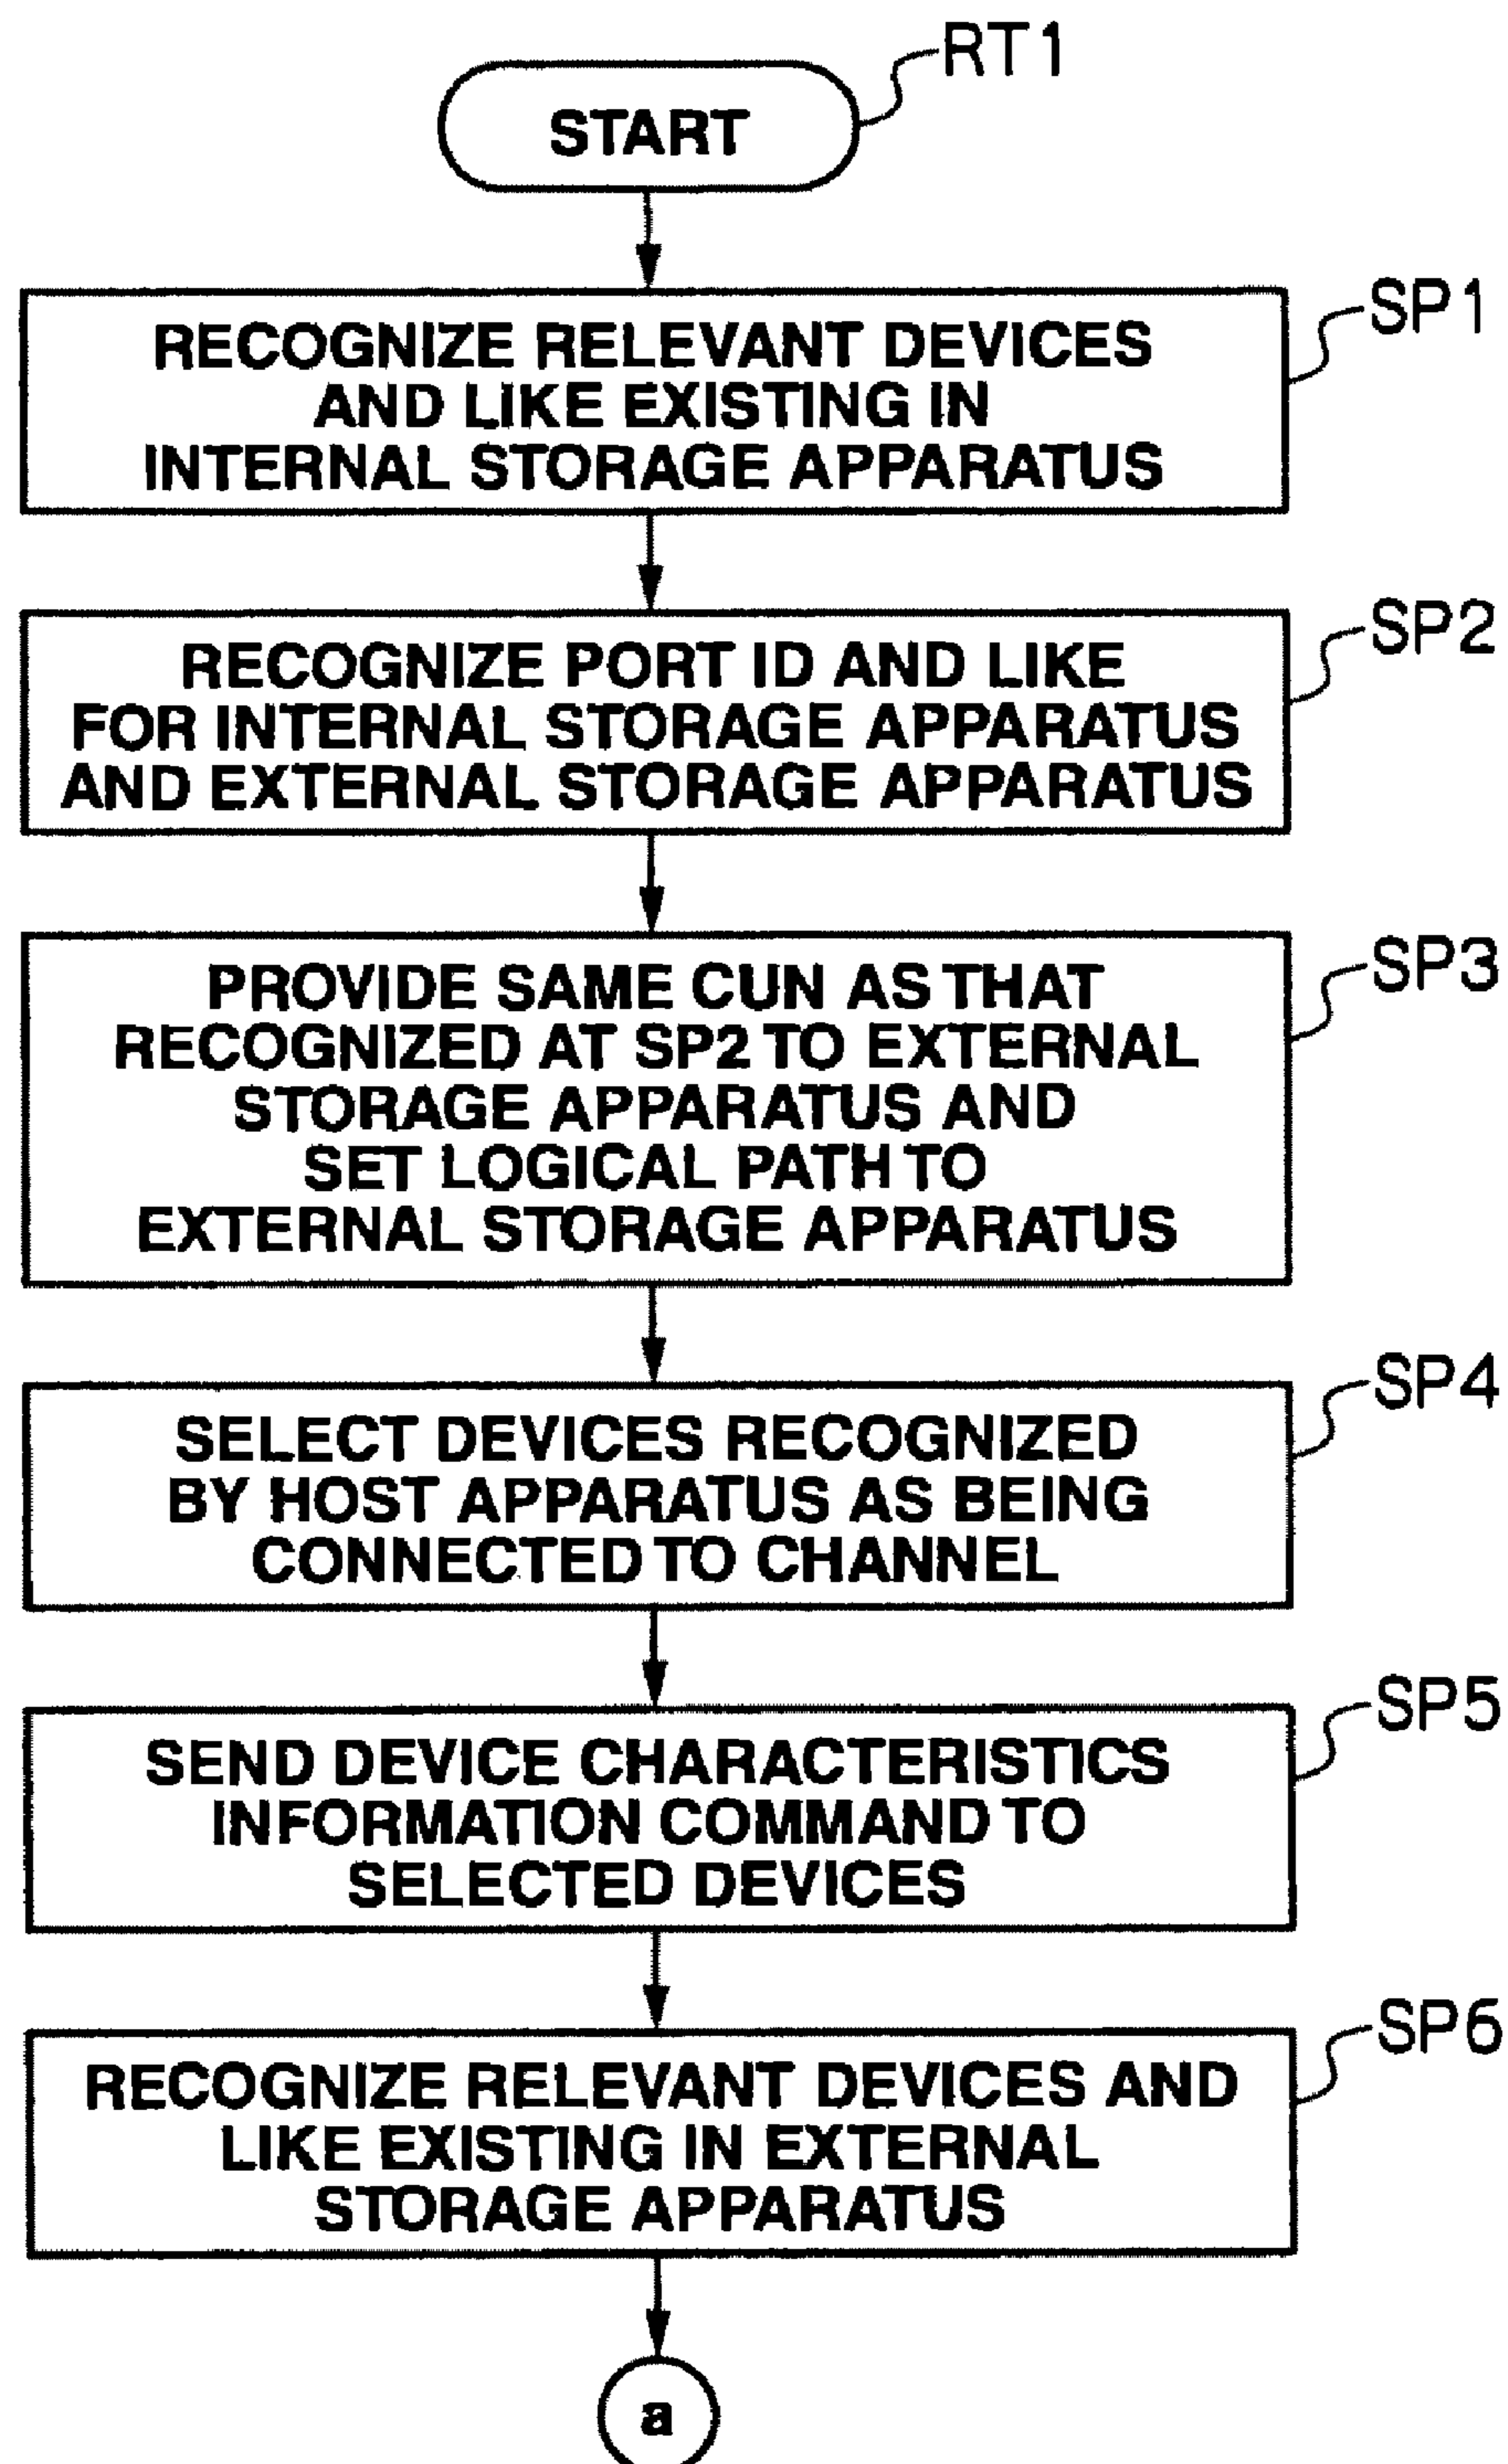 RT1
START
SP1
RECOGNIZE RELEVANT DEVICES
AND LIKE EXISTING IN
INTERNAL STORAGE APPARATUS
SP2
RECOGNIZE PORT ID AND LIKE
FOR INTERNAL STORAGE APPARATUS
AND EXTERNAL STORAGE APPARATUS
SP3
PROVIDE SAME CUN AS THAT
RECOGNIZED AT SP2 TO EXTERNAL
STORAGE APPARATUS AND
SET LOGICAL PATH TO
EXTERNAL STORAGE APPARATUS
SP4
SELECT DEVICES RECOGNIZED
BY HOST APPARATUS AS BEING
CONNECTED TO CHANNEL
SP5
SEND DEVICE CHARACTERISTICS
INFORMATION COMMAND TO
SELECTED DEVICES
SP6
RECOGNIZE RELEVANT DEVICES AND
LIKE EXISTING IN EXTERNAL
STORAGE APPARATUS
a